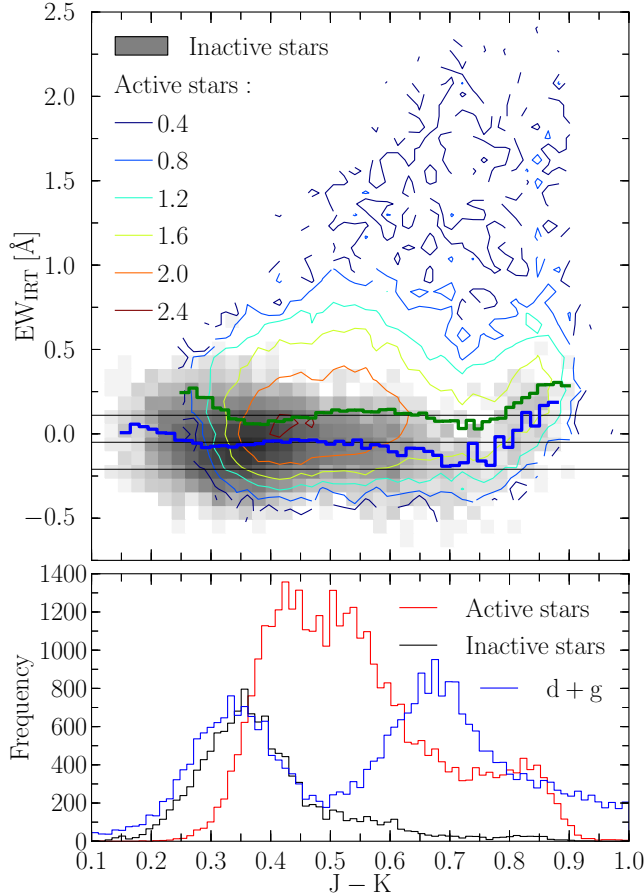 2.5
2.0
1.5
1.0
0.5
0.0
−0.5
EW_IRT [Å]
Inactive stars
Active stars :
0.4
0.8
1.2
1.6
2.0
2.4
1400
1200
1000
800
600
400
200
0
Frequency
Active stars
Inactive stars
d + g
0.1 0.2 0.3 0.4 0.5 0.6 0.7 0.8 0.9 1.0
J − K